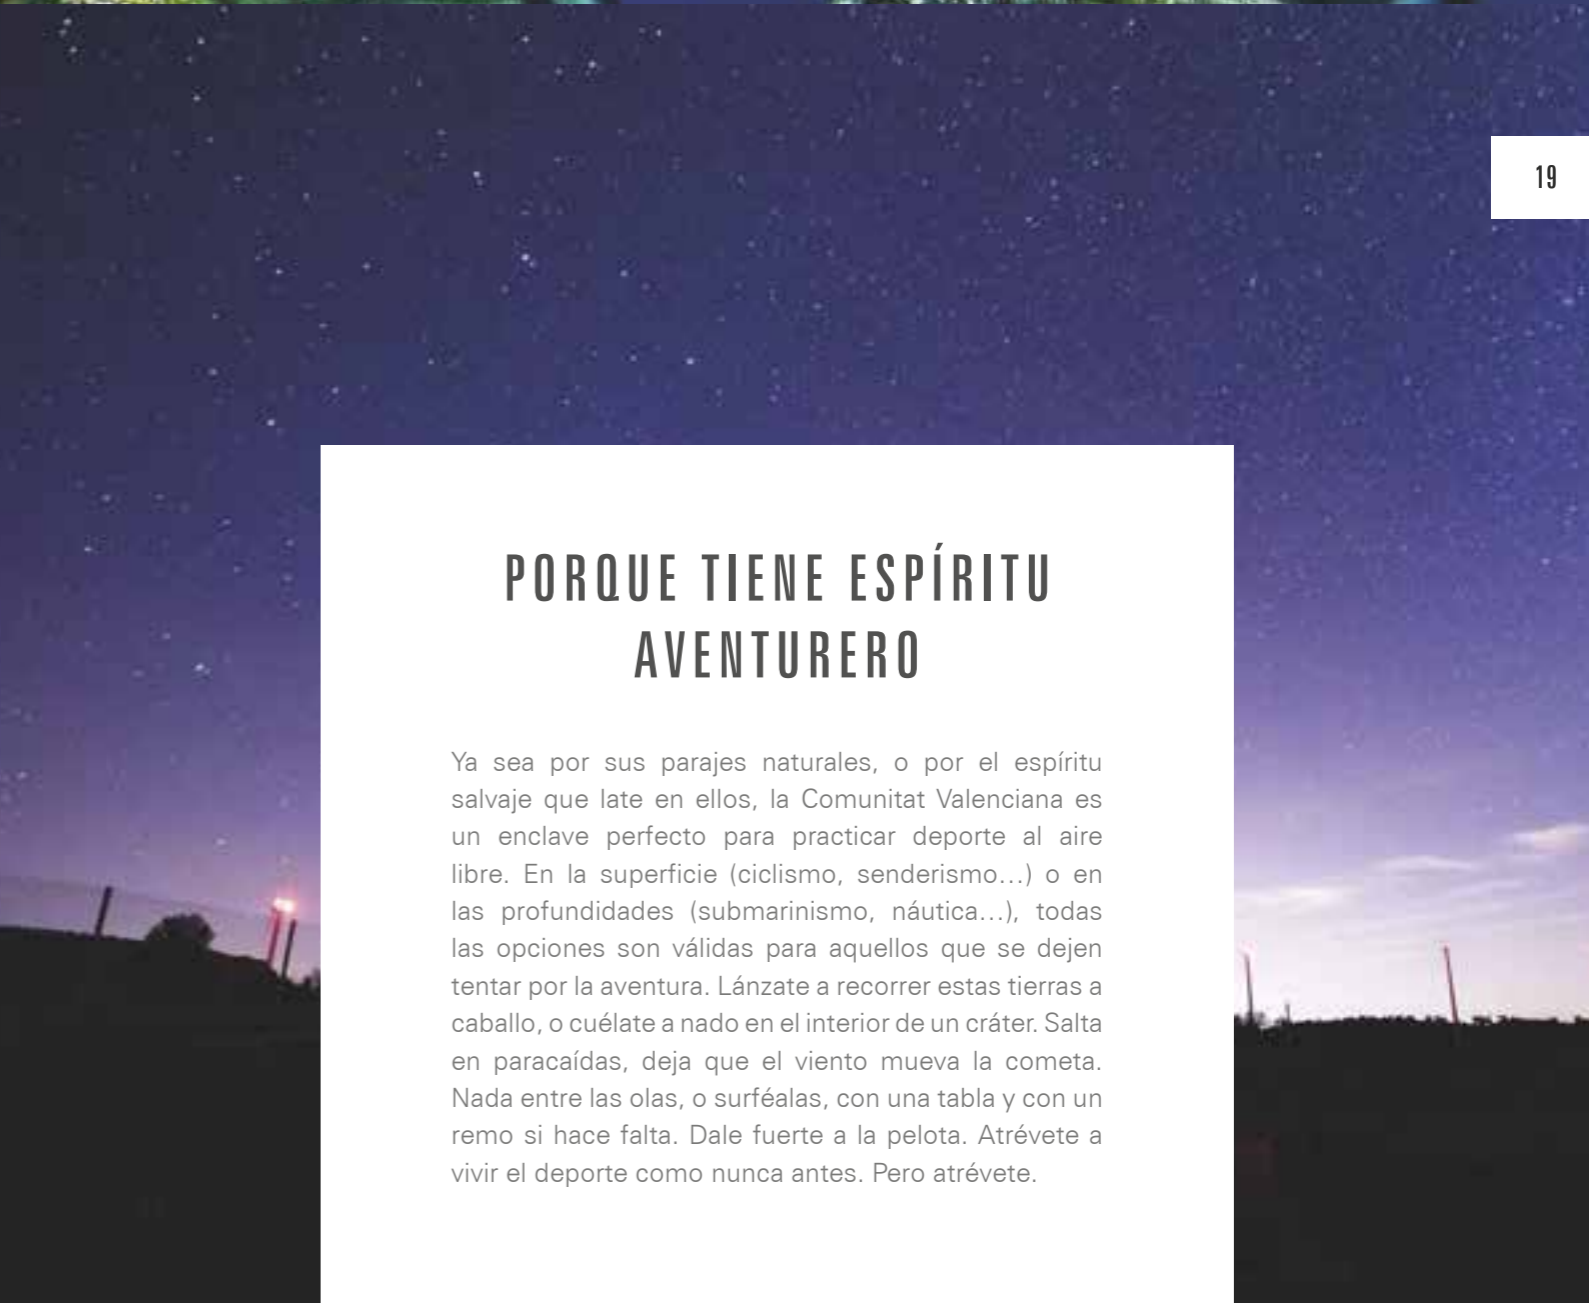 19
PORQUE TIENE ESPÍRITU
AVENTURERO
Ya sea por sus parajes naturales, o por el espíritu
salvaje que late en ellos, la Comunitat Valenciana es
un enclave perfecto para practicar deporte al aire
libre. En la superficie (ciclismo, senderismo...) o en
las profundidades (submarinismo, náutica...), todas
las opciones son válidas para aquellos que se dejen
tentar por la aventura. Lánzate a recorrer estas tierras a
caballo, o cuélate a nado en el interior de un cráter. Salta
en paracaídas, deja que el viento mueva la cometa.
Nada entre las olas, o surféalas, con una tabla y con un
remo si hace falta. Dale fuerte a la pelota. Atrévete a
vivir el deporte como nunca antes. Pero atrévete.